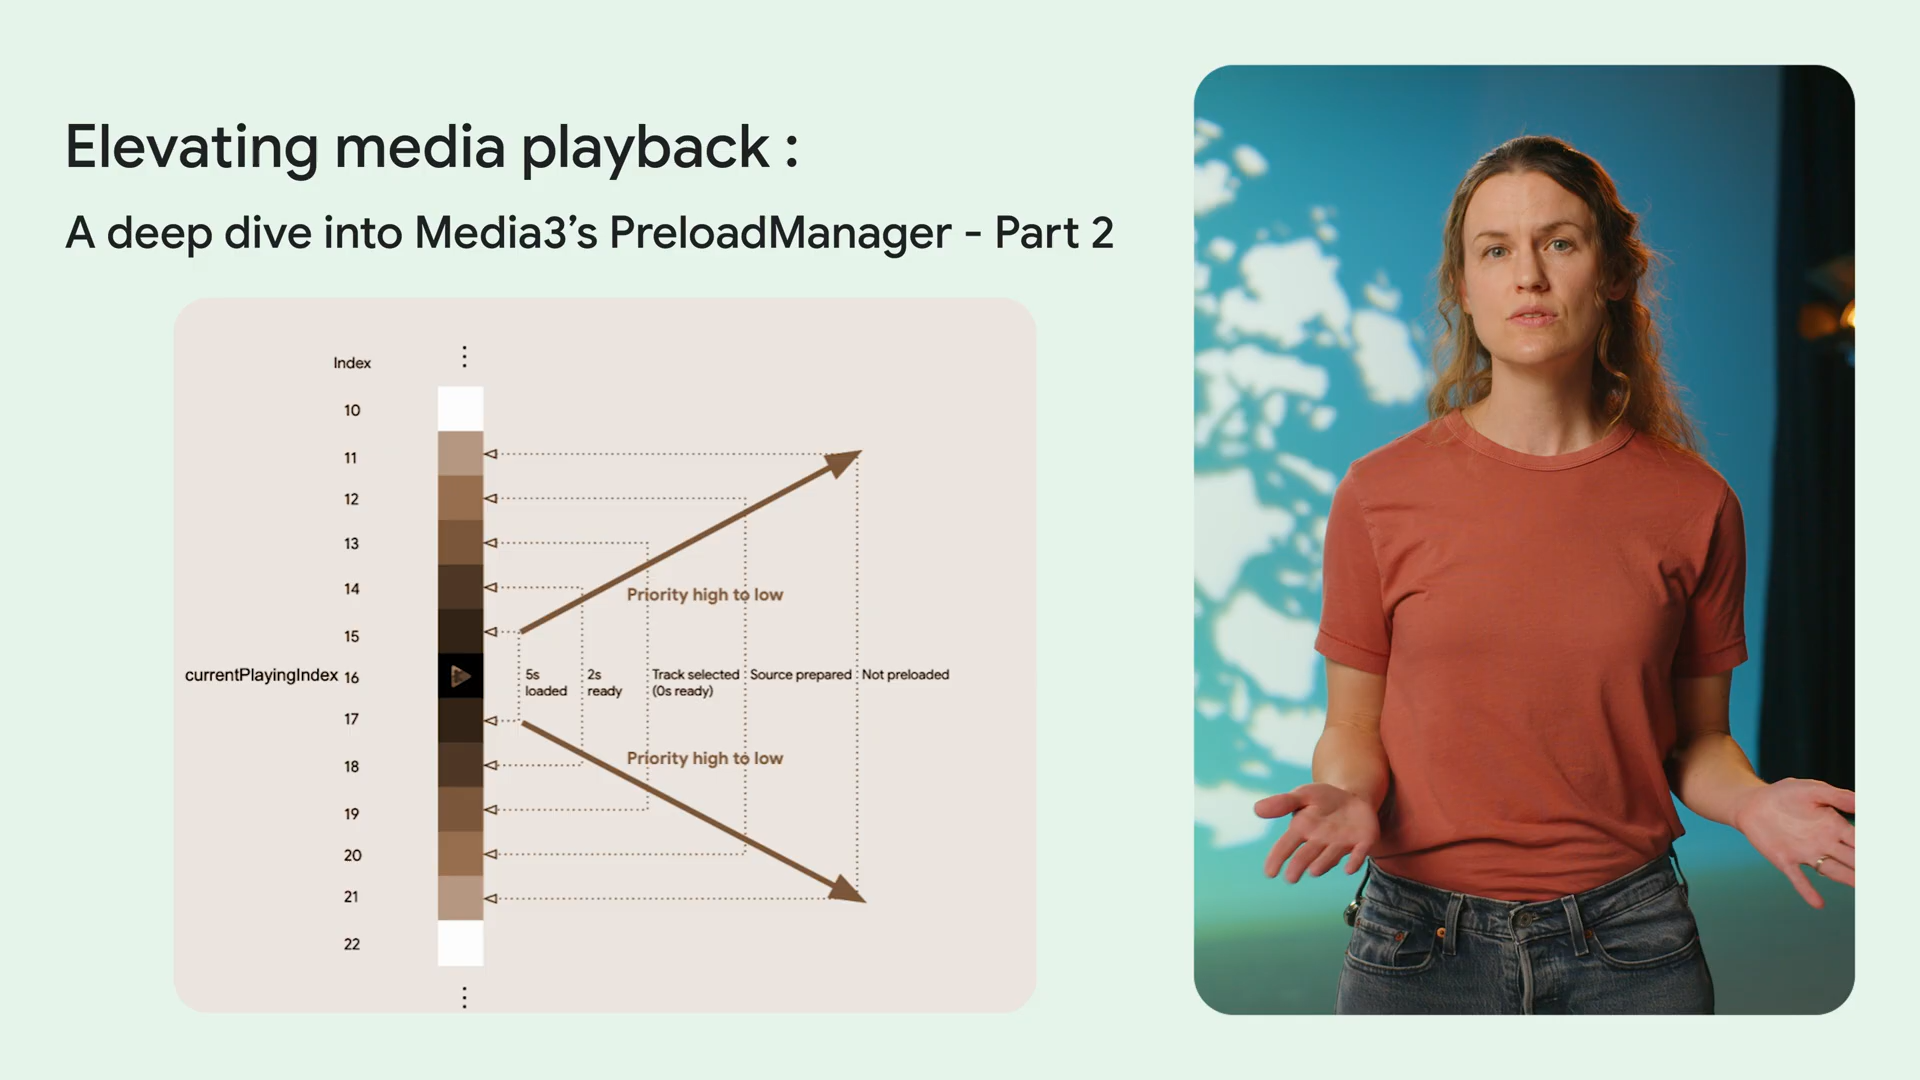 Elevating media playback :
A deep dive into Media3’s PreloadManager - Part 2
Index
10
11
12
13
14
Priority high to low
15
currentPlayingIndex 16
5s loaded
2s ready
Track selected (0s ready)
Source prepared
Not preloaded
17
Priority high to low
18
19
20
21
22